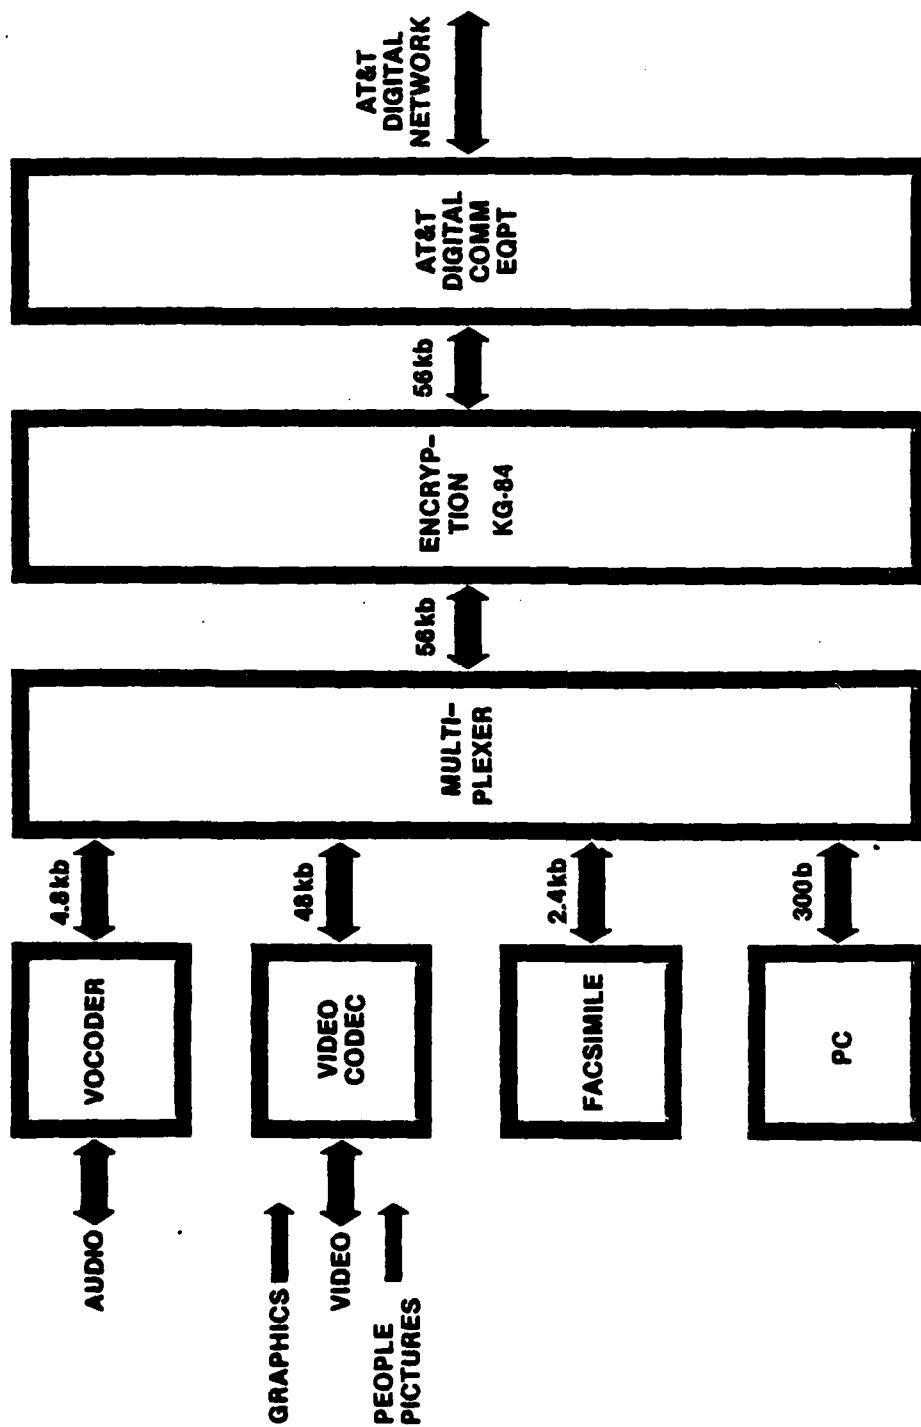 AUDIO
VOCODER
4.8kb
GRAPHICS
VIDEO
PEOPLE
PICTURES
VIDEO
CODEC
48kb
FACSIMILE
2.4kb
PC
300b
MULTI-
PLEXER
56kb
ENCRYP-
TION
KG-84
56kb
AT&T
DIGITAL
COMM
EQPT
AT&T
DIGITAL
NETWORK